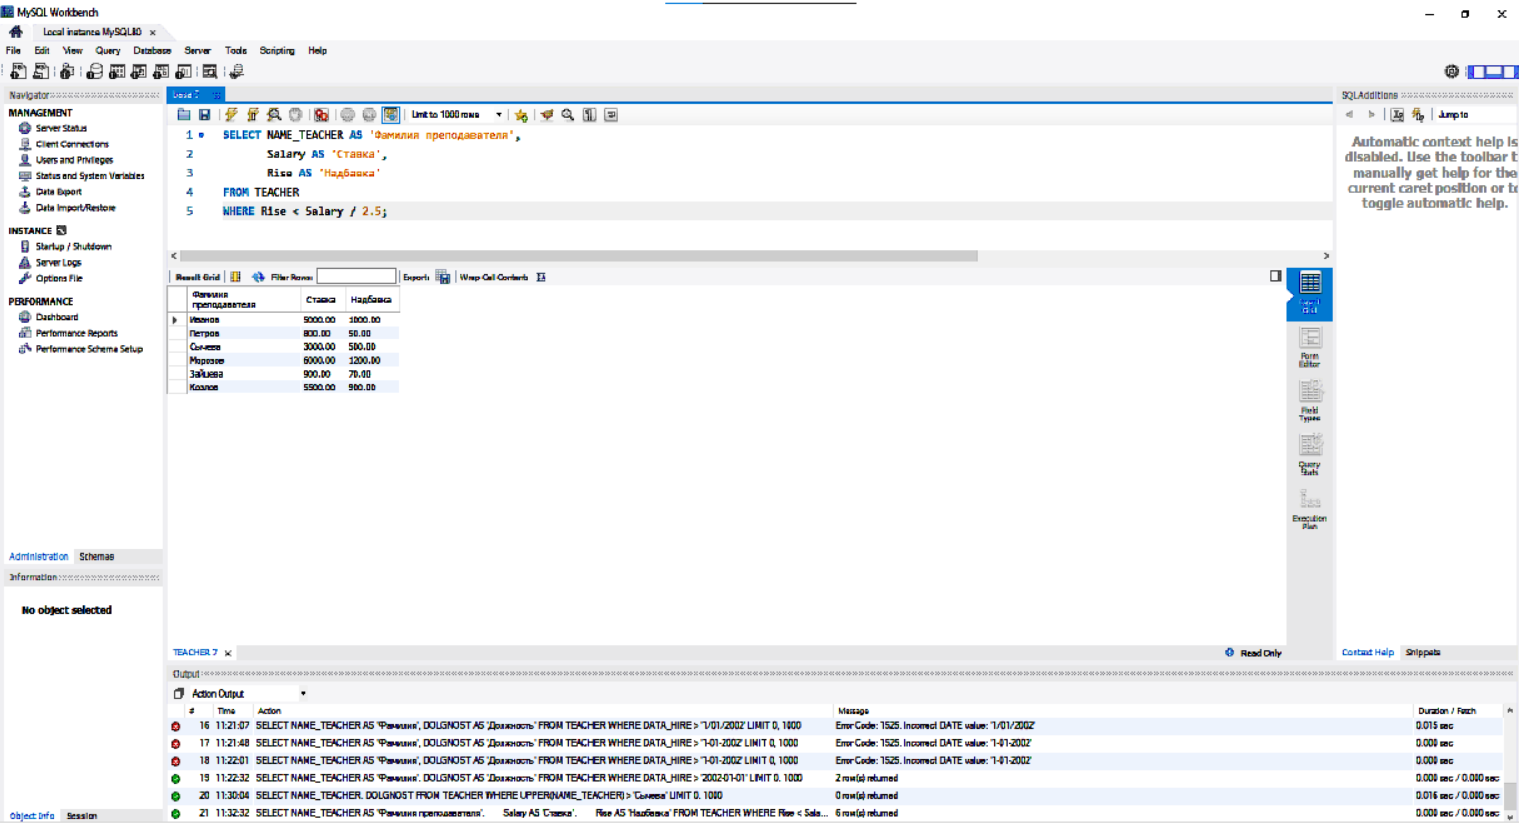 MySQL Workbench
Local instance MySQL80 ×
File Edit View Query Database Server Tools Scripting Help
Navigator
MANAGEMENT
Server Status
Client Connections
Users and Privileges
Status and System Variables
Data Export
Data Import/Restore
INSTANCE
Startup / Shutdown
Server Logs
Options File
PERFORMANCE
Dashboard
Performance Reports
Performance Schema Setup
Administration Schemas
Information
No object selected
Object Info Session
Limit to 1000 rows
1 SELECT NAME_TEACHER AS 'Фамилия преподавателя',
2 Salary AS 'Ставка',
3 Rise AS 'Надбавка'
4 FROM TEACHER
5 WHERE Rise < Salary / 2.5;
Result Grid Filter Rows: Export: Wrap Cell Content:
Фамилия преподавателя Ставка Надбавка
Иванов 5000.00 1000.00
Петров 800.00 50.00
Сычева 3000.00 500.00
Морозов 6000.00 1200.00
Зайцева 900.00 70.00
Козлов 5500.00 900.00
Result Grid
Form Editor
Field Types
Query Stats
Execution Plan
TEACHER 7 × Read Only
SQLAdditions
Jump to
Automatic context help is
disabled. Use the toolbar t
manually get help for the
current caret position or to
toggle automatic help.
Context Help Snippets
Output
Action Output
# Time Action Message Duration / Fetch
16 11:21:07 SELECT NAME_TEACHER AS 'Фамилия', DOLGNOST AS 'Должность' FROM TEACHER WHERE DATA_HIRE > '1/01/2002' LIMIT 0, 1000 Error Code: 1525. Incorrect DATE value: '1/01/2002' 0.015 sec
17 11:21:48 SELECT NAME_TEACHER AS 'Фамилия', DOLGNOST AS 'Должность' FROM TEACHER WHERE DATA_HIRE > '1-01-2002' LIMIT 0, 1000 Error Code: 1525. Incorrect DATE value: '1-01-2002' 0.000 sec
18 11:22:01 SELECT NAME_TEACHER AS 'Фамилия', DOLGNOST AS 'Должность' FROM TEACHER WHERE DATA_HIRE > '1-01-2002' LIMIT 0, 1000 Error Code: 1525. Incorrect DATE value: '1-01-2002' 0.000 sec
19 11:22:32 SELECT NAME_TEACHER AS 'Фамилия', DOLGNOST AS 'Должность' FROM TEACHER WHERE DATA_HIRE > '2002-01-01' LIMIT 0, 1000 2 row(s) returned 0.000 sec / 0.000 sec
20 11:30:04 SELECT NAME_TEACHER, DOLGNOST FROM TEACHER WHERE UPPER(NAME_TEACHER) > 'Сычева' LIMIT 0, 1000 0 row(s) returned 0.016 sec / 0.000 sec
21 11:32:32 SELECT NAME_TEACHER AS 'Фамилия преподавателя', Salary AS 'Ставка', Rise AS 'Надбавка' FROM TEACHER WHERE Rise < Sala... 6 row(s) returned 0.000 sec / 0.000 sec